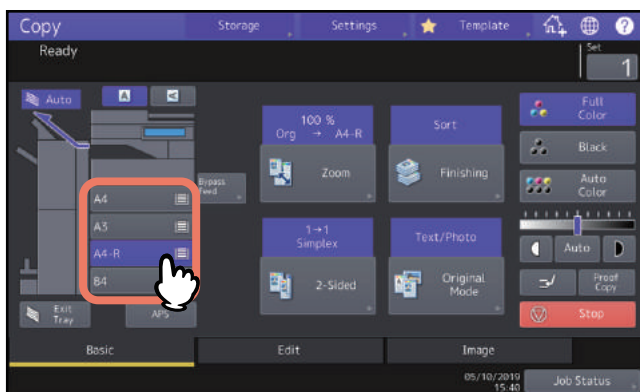 Copy
Storage
Settings
Template
?
Ready
Set
1
Auto
A
A
100 %
Org → A4-R
Zoom
Sort
Finishing
Full
Color
Black
Auto
Color
Bypass
Feed
A4
A3
A4-R
B4
1→1
Simplex
2-Sided
Text/Photo
Original
Mode
Auto
Proof
Copy
Exit
Tray
APS
Stop
Basic
Edit
Image
05/10/2019
15:40
Job Status